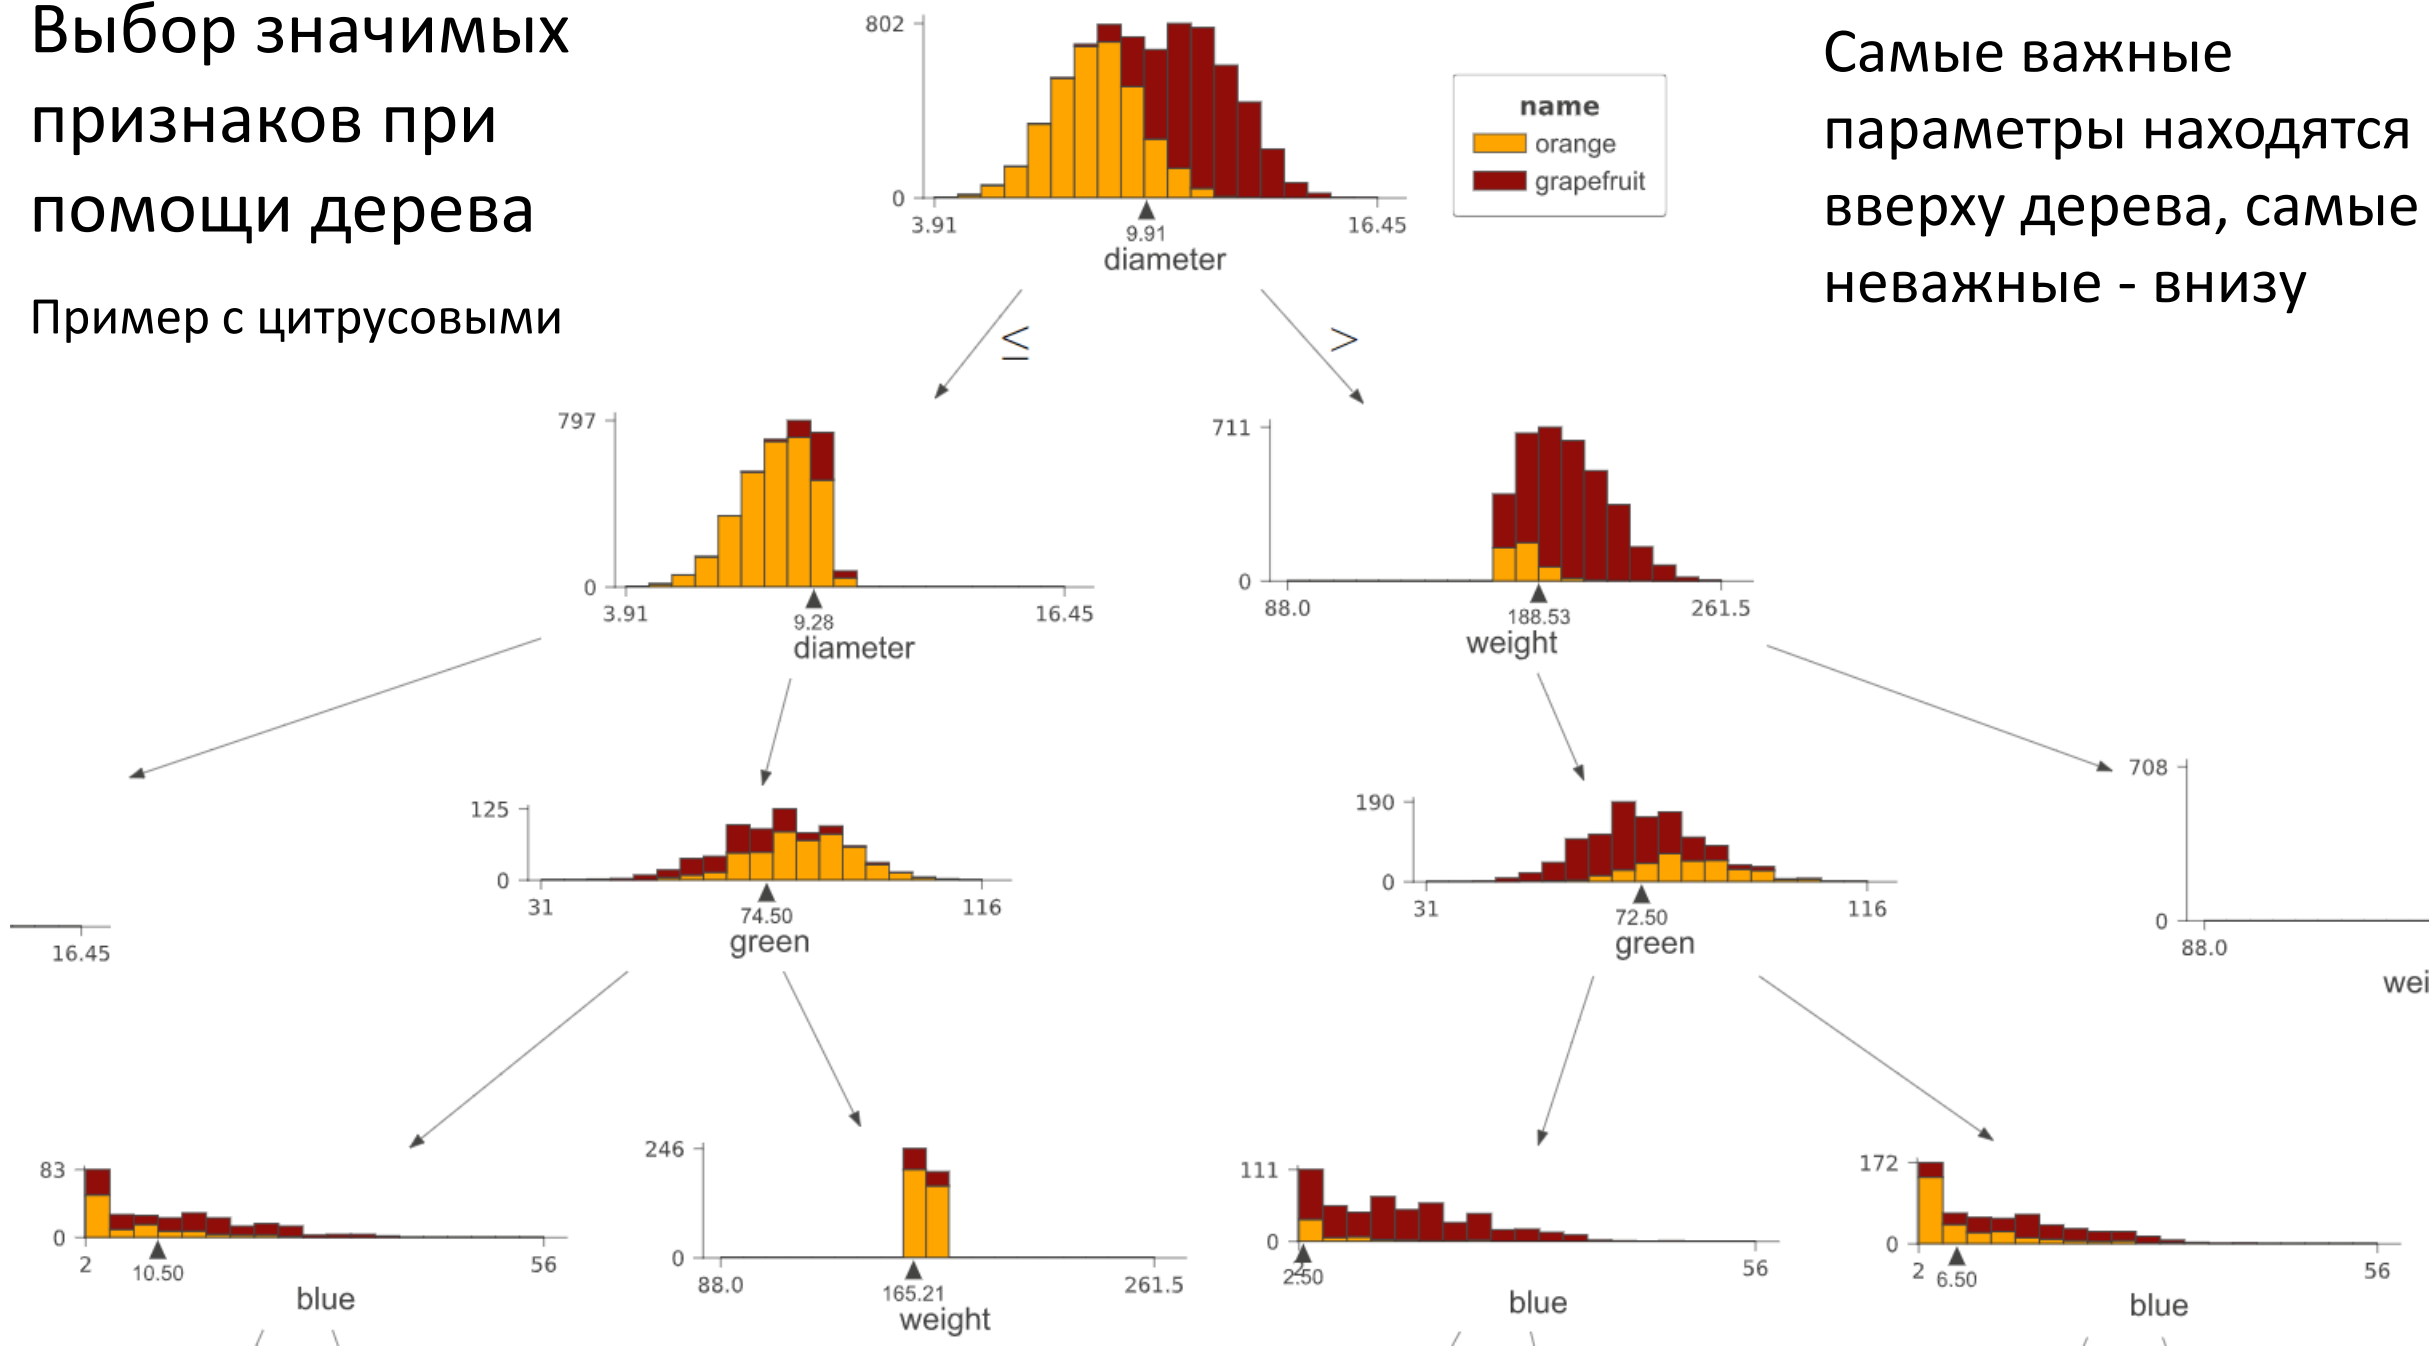 Выбор значимых
признаков при
помощи дерева
Пример с цитрусовыми
802
0
3.91
9.91
16.45
diameter
name
orange
grapefruit
Самые важные
параметры находятся
вверху дерева, самые
неважные - внизу
≤
>
797
0
3.91
9.28
16.45
diameter
711
0
88.0
188.53
261.5
weight
16.45
125
0
31
74.50
116
green
190
0
31
72.50
116
green
708
0
88.0
wei
83
0
2
10.50
56
blue
246
0
88.0
165.21
261.5
weight
111
0
2.50
56
blue
172
0
2
6.50
56
blue